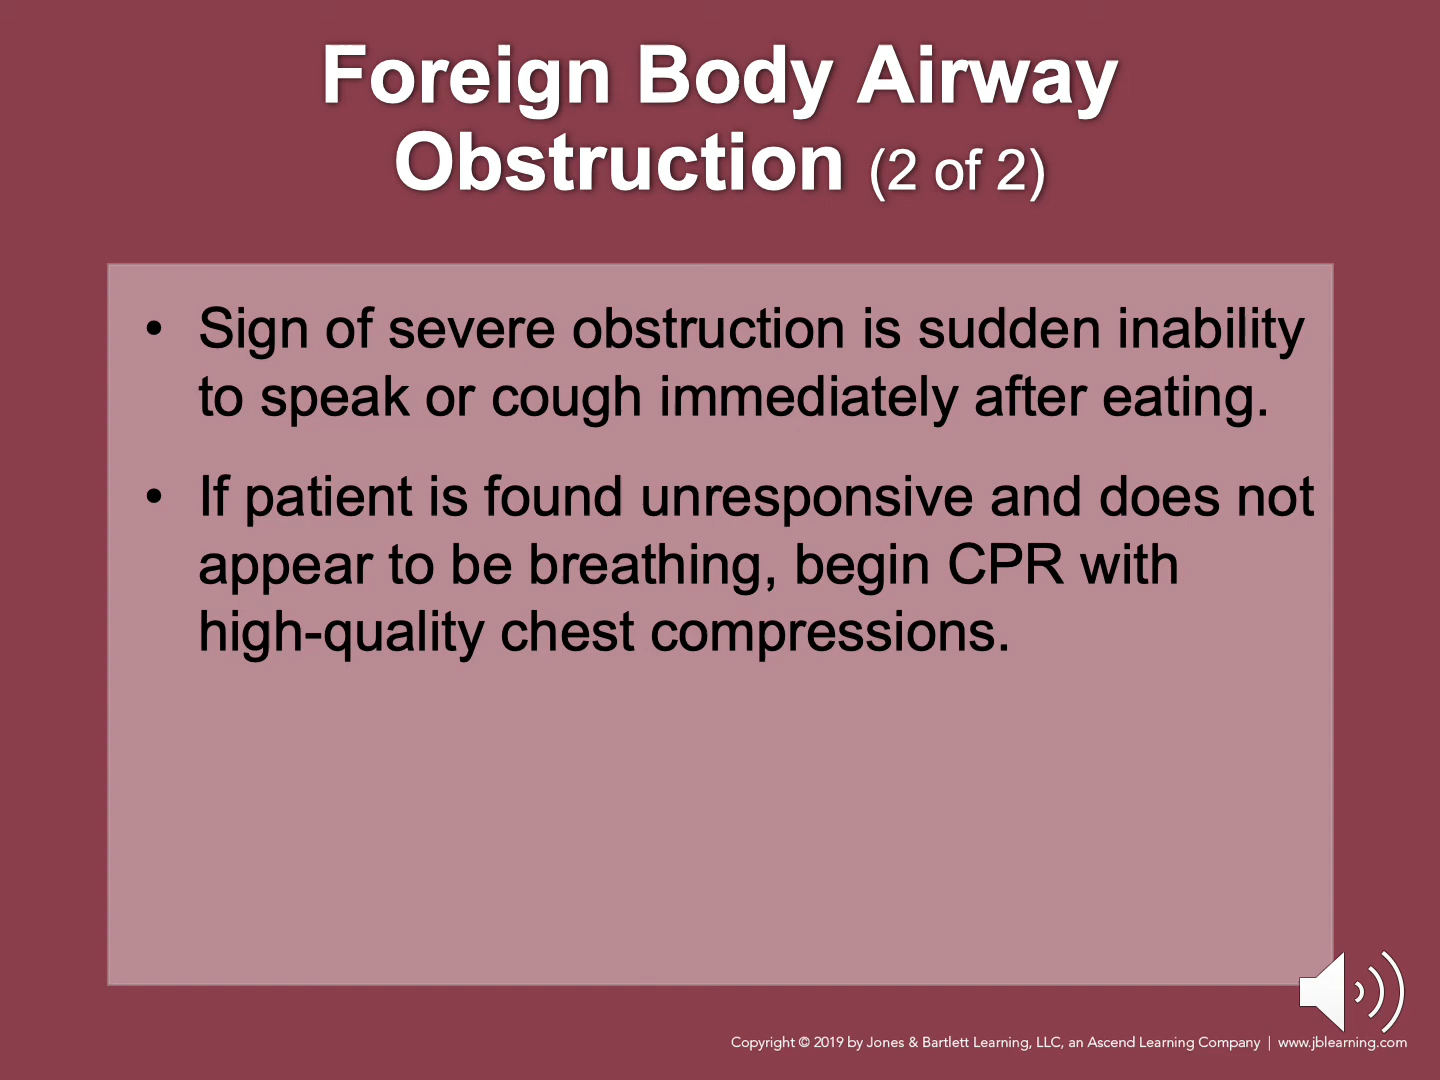 Foreign Body Airway
Obstruction (2 of 2)
• Sign of severe obstruction is sudden inability
to speak or cough immediately after eating.
• If patient is found unresponsive and does not
appear to be breathing, begin CPR with
high-quality chest compressions.
Copyright © 2019 by Jones & Bartlett Learning, LLC, an Ascend Learning Company | www.jblearning.com